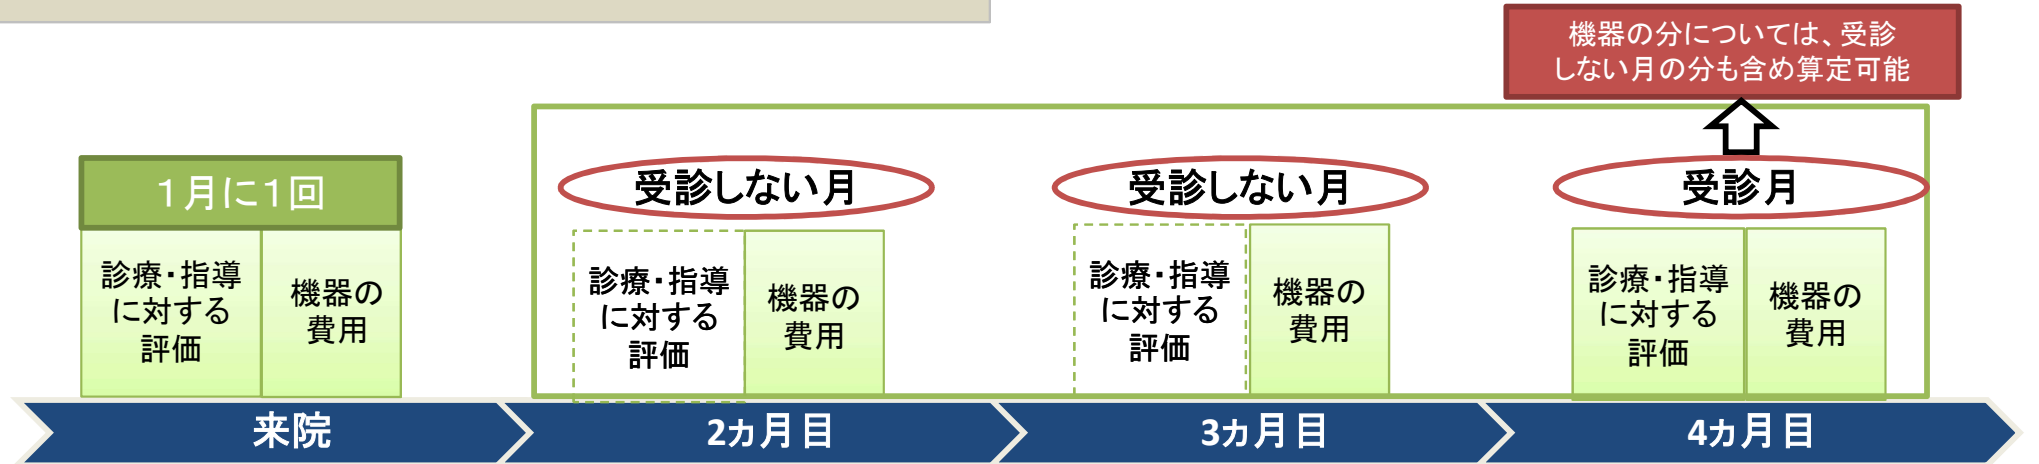 機器の分については、受診
しない月の分も含め算定可能
１月に１回
診療・指導
に対する
評価
機器の
費用
受診しない月
診療・指導
に対する
評価
機器の
費用
受診しない月
診療・指導
に対する
評価
機器の
費用
受診月
診療・指導
に対する
評価
機器の
費用
来院
2ヵ月目
3ヵ月目
4ヵ月目